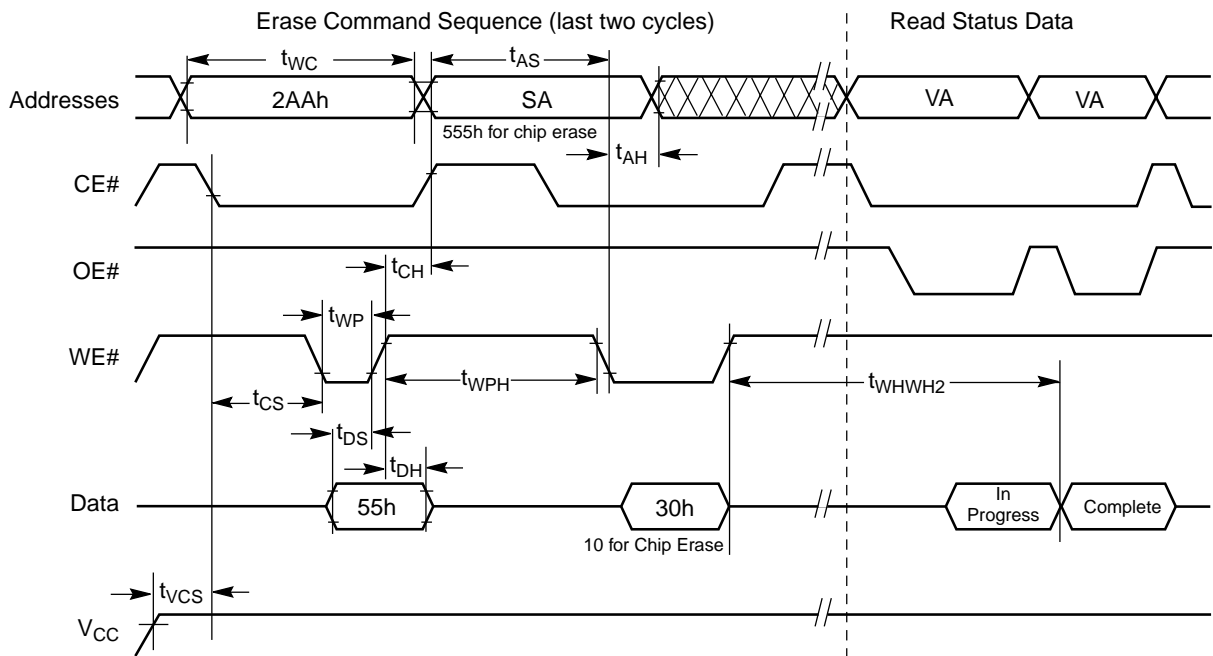 Erase Command Sequence (last two cycles)
Read Status Data
tWC
tAS
Addresses
2AAh
SA
VA
VA
555h for chip erase
tAH
CE#
OE#
tCH
tWP
WE#
tWPH
tWHWH2
tCS
tDS
tDH
Data
55h
30h
In
Progress
Complete
10 for Chip Erase
tVCS
VCC